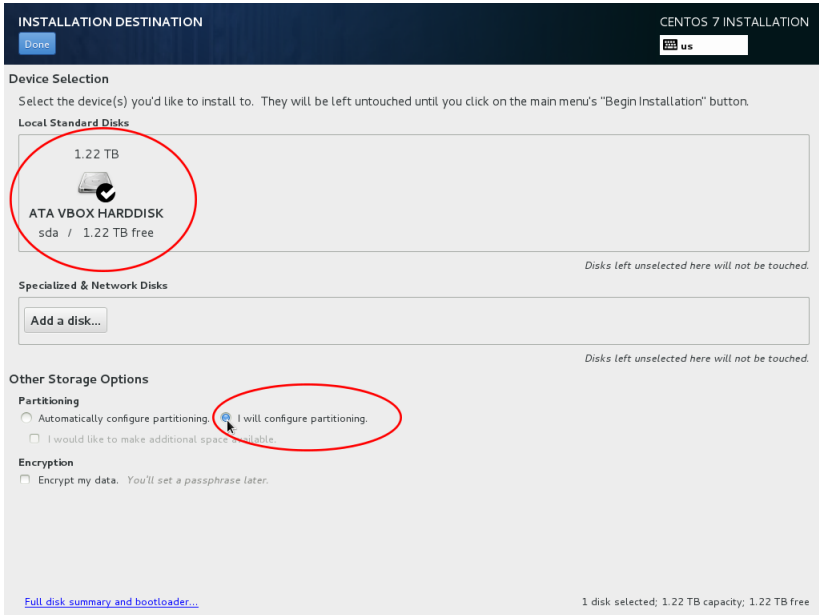 INSTALLATION DESTINATION
CENTOS 7 INSTALLATION
Done
us
Device Selection
Select the device(s) you'd like to install to. They will be left untouched until you click on the main menu's "Begin Installation" button.
Local Standard Disks
1.22 TB
ATA VBOX HARDDISK
sda / 1.22 TB free
Disks left unselected here will not be touched.
Specialized & Network Disks
Add a disk...
Disks left unselected here will not be touched.
Other Storage Options
Partitioning
Automatically configure partitioning. I will configure partitioning.
I would like to make additional space available.
Encryption
Encrypt my data. You'll set a passphrase later.
Full disk summary and bootloader... 1 disk selected; 1.22 TB capacity; 1.22 TB free